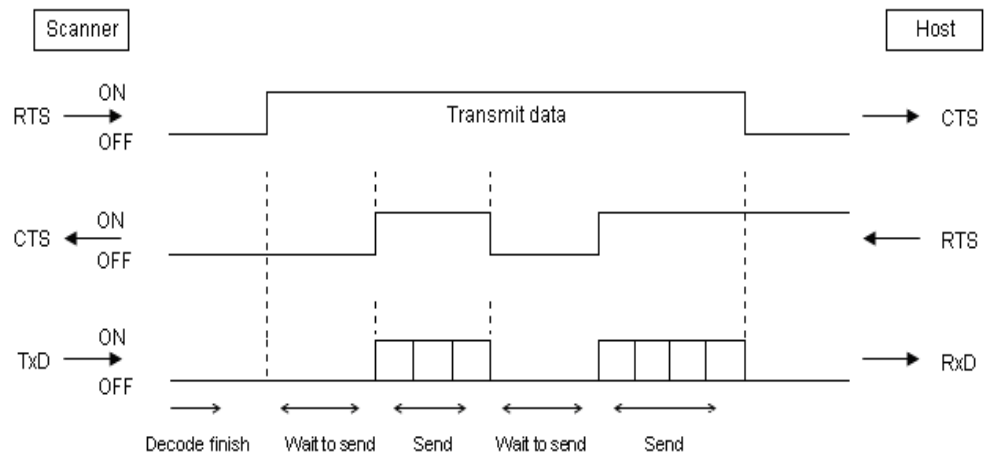 Scanner
Host
ON
RTS
OFF
Transmit data
CTS
ON
CTS
OFF
RTS
ON
TxD
OFF
RxD
Decode finish
Wait to send
Send
Wait to send
Send